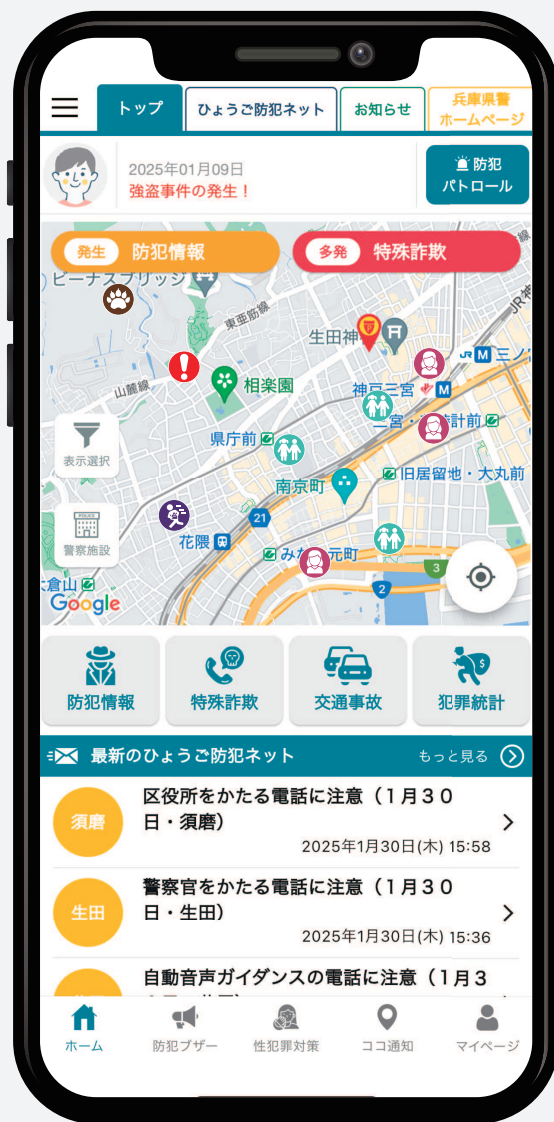 トップ
ひょうご防犯ネット
お知らせ
兵庫県警
ホームページ
2025年01月09日
強盗事件の発生！
防犯
パトロール
発生 防犯情報
多発 特殊詐欺
ビーナスブリッジ
東亜筋線
生田神
JR神
山麓線
相楽園
JR M 三ノ
神戸三宮 M
表示選択
県庁前
計前
旧居留地・大丸前
南京町
POLICE
警察施設
21
花隈
みな
元町
倉山
Google
3
2
防犯情報
特殊詐欺
交通事故
$
犯罪統計
最新のひょうご防犯ネット
もっと見る
須磨
区役所をかたる電話に注意（1月３０
日・須磨）
2025年1月30日(木) 15:58
生田
警察官をかたる電話に注意（1月３０
日・生田）
2025年1月30日(木) 15:36
自動音声ガイダンスの電話に注意（1月３
ホーム
防犯ブザー
性犯罪対策
ココ通知
マイページ